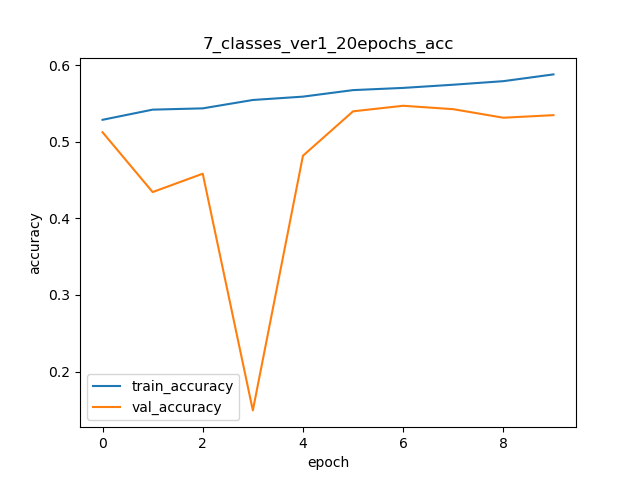 7_classes_ver1_20epochs_acc
0.6
0.5
0.4
0.3
0.2
accuracy
train_accuracy
val_accuracy
0 2 4 6 8
epoch